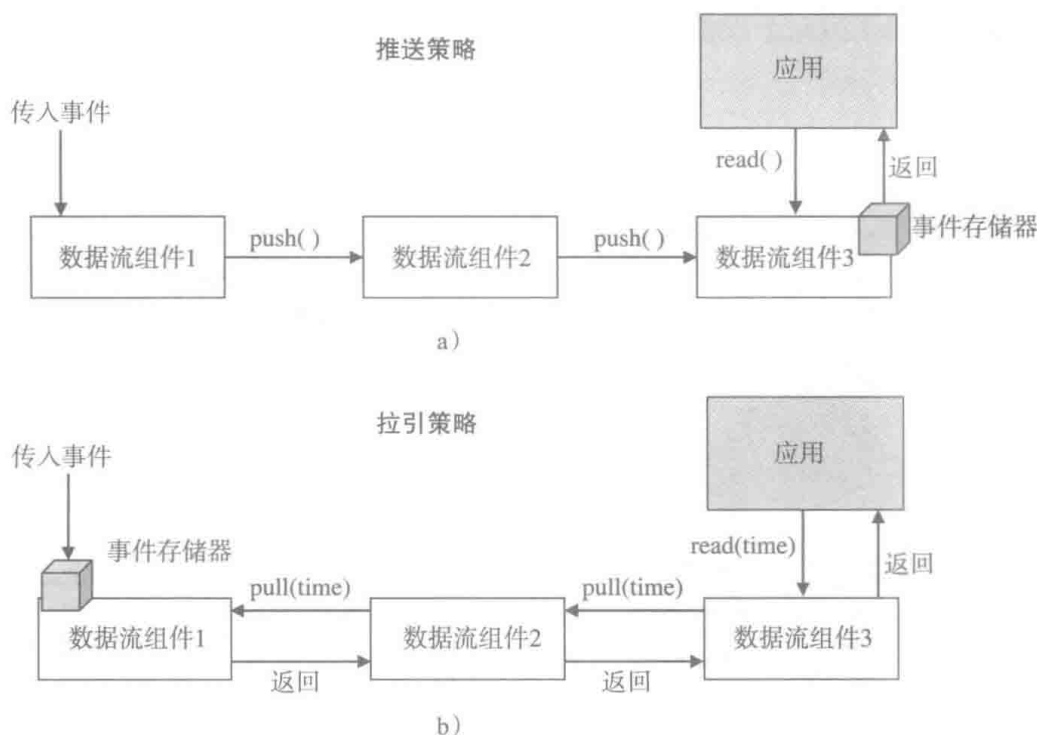 推送策略
应用
传入事件
read( )
返回
数据流组件1
push( )
数据流组件2
push( )
数据流组件3
事件存储器
a）
拉引策略
应用
传入事件
事件存储器
read(time)
返回
pull(time)
pull(time)
数据流组件1
数据流组件2
数据流组件3
返回
返回
b）